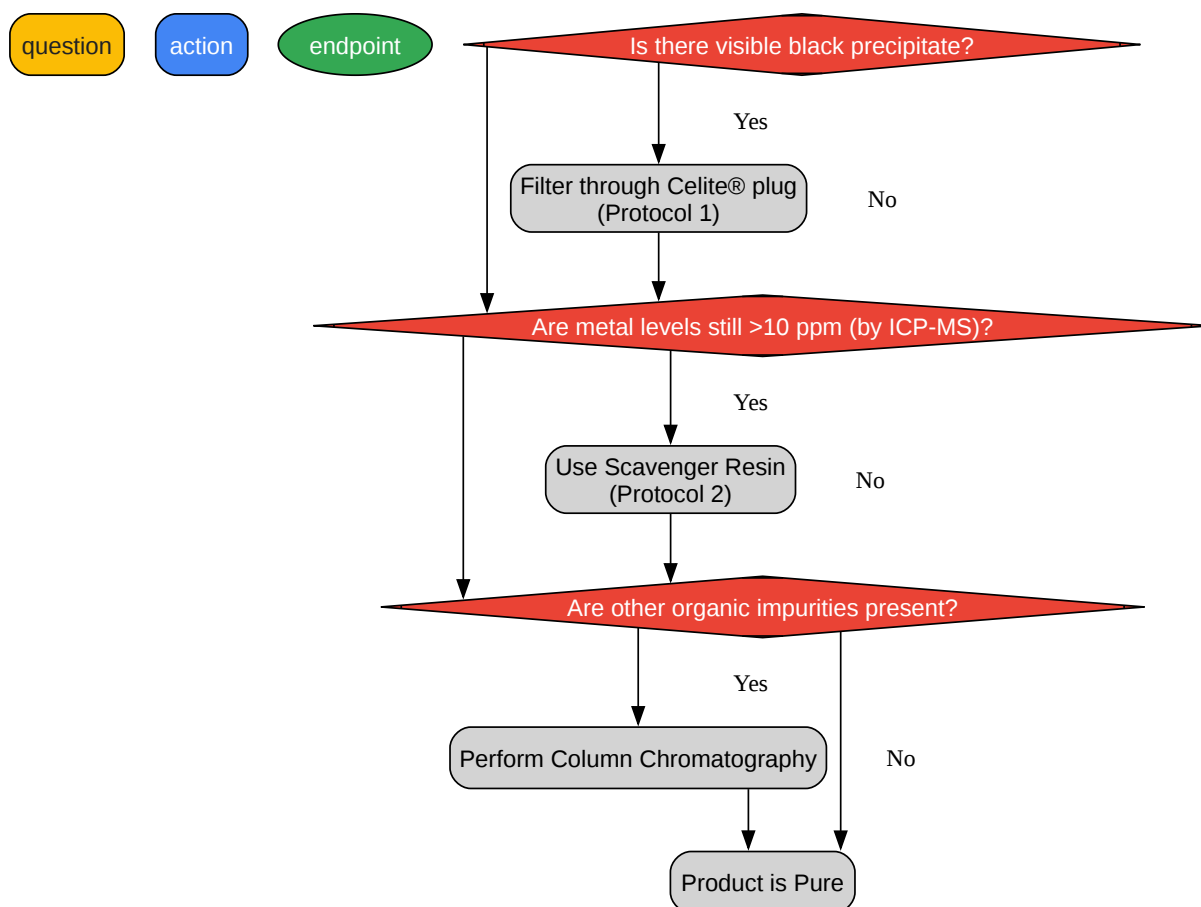 question
action
endpoint
Is there visible black precipitate?
Yes
Filter through Celite® plug
(Protocol 1)
No
Are metal levels still >10 ppm (by ICP-MS)?
Yes
Use Scavenger Resin
(Protocol 2)
No
Are other organic impurities present?
Yes
Perform Column Chromatography
No
Product is Pure